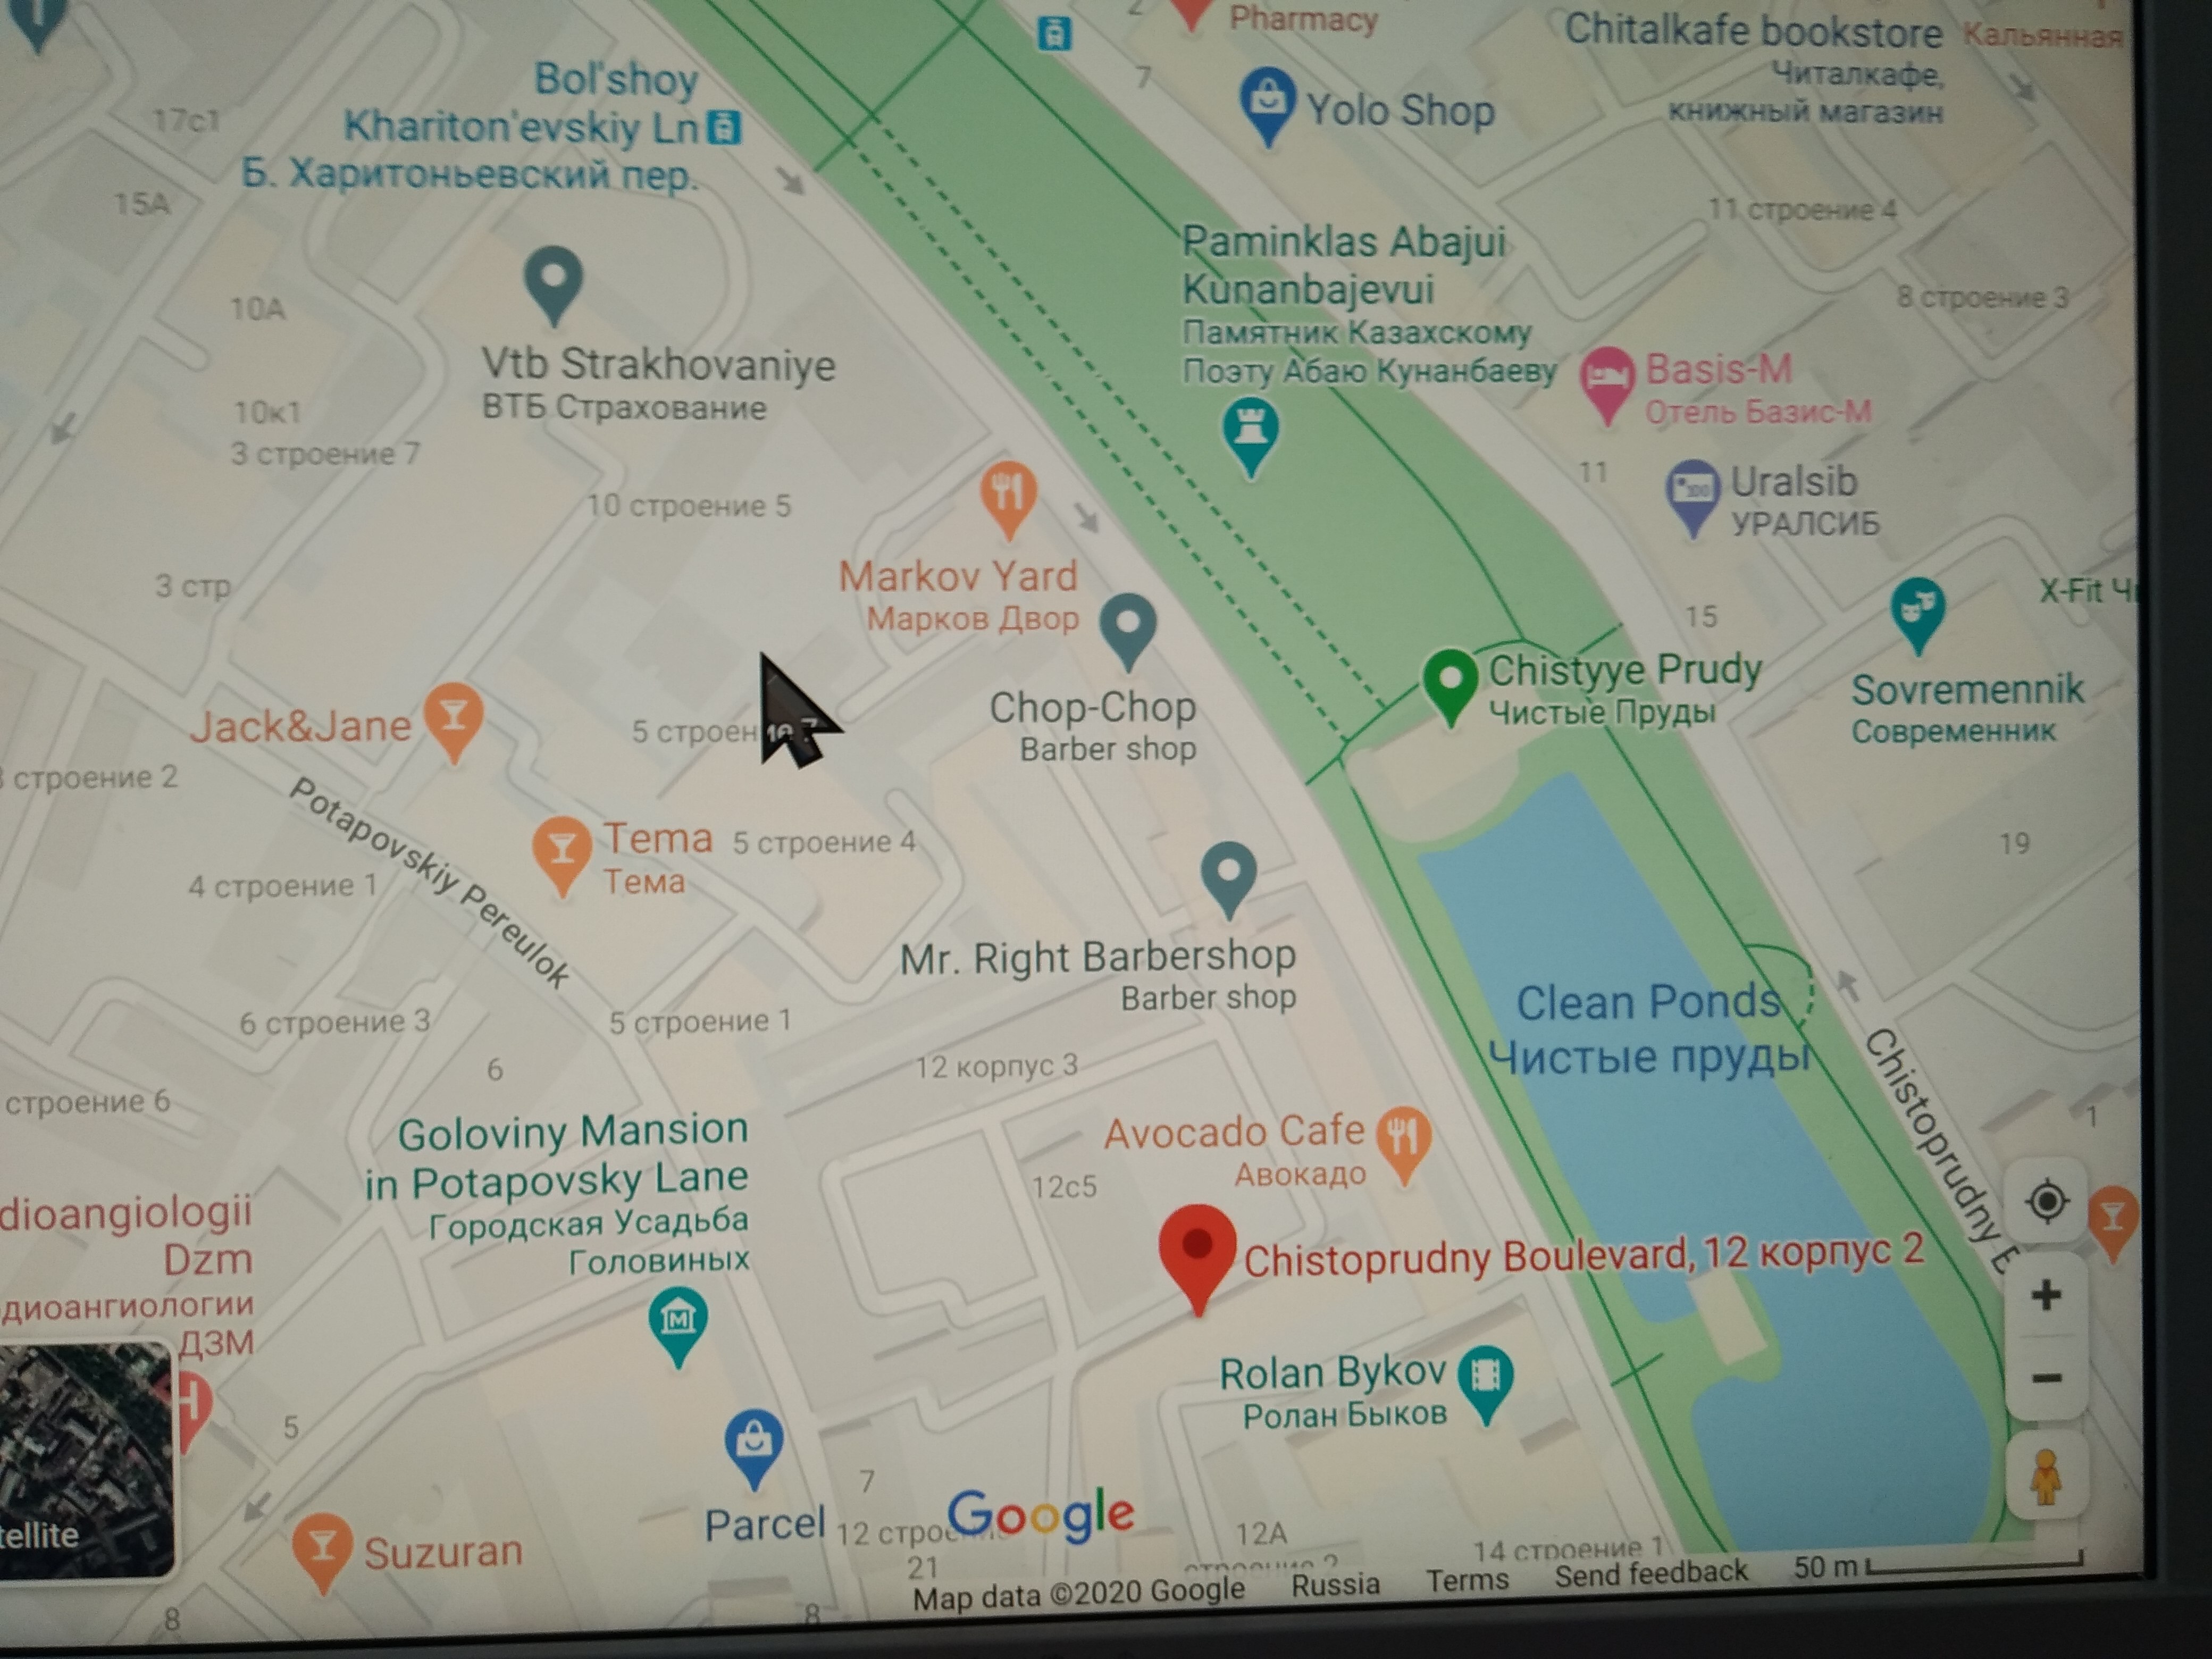 2
Pharmacy
Chitalkafe bookstore
Кальянная
Читалкафе,
книжный магазин
Bol'shoy
Khariton'evskiy Ln
Б. Харитоньевский пер.
17с1
7
Yolo Shop
15А
11 строение 4
Paminklas Abajui
Kunanbajevui
Памятник Казахскому
Поэту Абаю Кунанбаеву
8 строение 3
10А
Vtb Strakhovaniye
ВТБ Страхование
Basis-M
Отель Базис-М
10к1
3 строение 7
10 строение 5
11
Uralsib
УРАЛСИБ
Markov Yard
Марков Двор
3 стр
15
X-Fit
Chistyye Prudy
Чистые Пруды
Sovremennik
Современник
Jack&Jane
5
Chop-Chop
Barber shop
строение 2
Potapovskiy Pereulok
Tema
Тема
5 строение 4
19
4 строение 1
Mr. Right Barbershop
Barber shop
Clean Ponds
Чистые пруды
6 строение 3
5 строение 1
6
12 корпус 3
Chistoprudny
строение 6
1
Goloviny Mansion
in Potapovsky Lane
Городская Усадьба
Головиных
Avocado Cafe
Авокадо
12с5
dioangiologii
Dzm
диоангиологии
ДЗМ
Chistoprudny Boulevard, 12 корпус 2
Rolan Bykov
Ролан Быков
5
7
Parcel
12
21
Google
12А
14 строение 1
tellite
Suzuran
8
8
Map data ©2020 Google
Russia
Terms
Send feedback
50 m